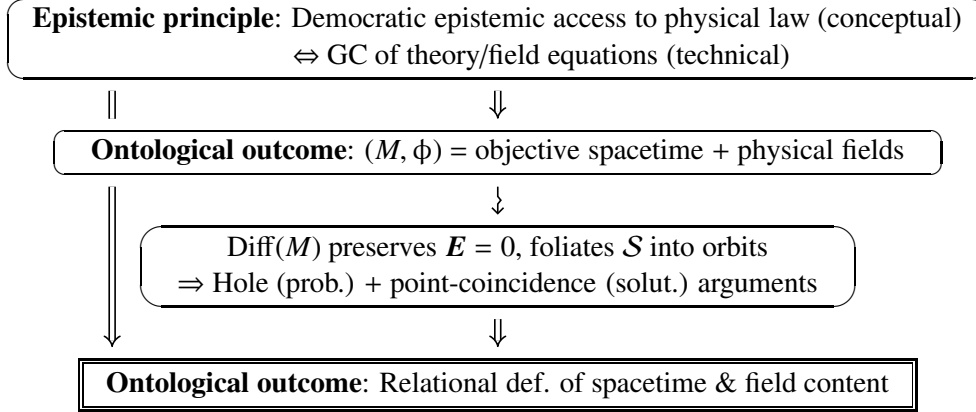 Epistemic principle: Democratic epistemic access to physical law (conceptual)
⇔ GC of theory/field equations (technical)
Ontological outcome: (M, ϕ) = objective spacetime + physical fields
Diff(M) preserves E = 0, foliates S into orbits
⇒ Hole (prob.) + point-coincidence (solut.) arguments
Ontological outcome: Relational def. of spacetime & field content